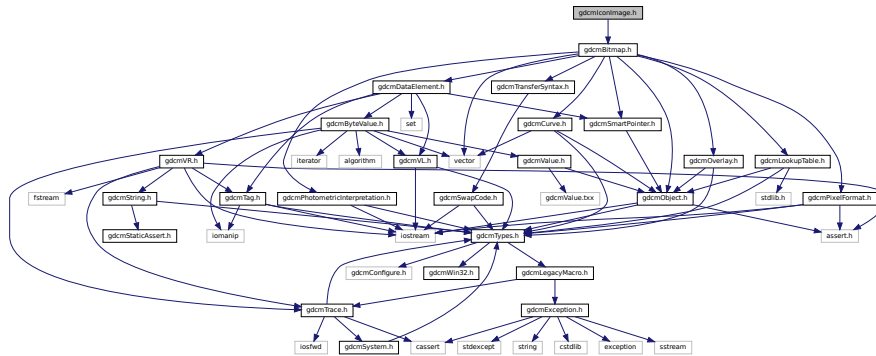 gdcmIconImage.h
gdcmBitmap.h
gdcmDataElement.h gdcmTransferSyntax.h
gdcmByteValue.h set gdcmCurve.h gdcmSmartPointer.h
gdcmVR.h iterator algorithm gdcmVL.h vector gdcmValue.h gdcmOverlay.h gdcmLookupTable.h
fstream gdcmString.h gdcmTag.h gdcmPhotometricInterpretation.h gdcmSwapCode.h gdcmValue.txx gdcmObject.h stdlib.h gdcmPixelFormat.h
gdcmStaticAssert.h iomanip iostream gdcmTypes.h assert.h
gdcmConfigure.h gdcmWin32.h gdcmLegacyMacro.h
gdcmTrace.h gdcmException.h
iosfwd gdcmSystem.h cassert stdexcept string cstdlib exception sstream